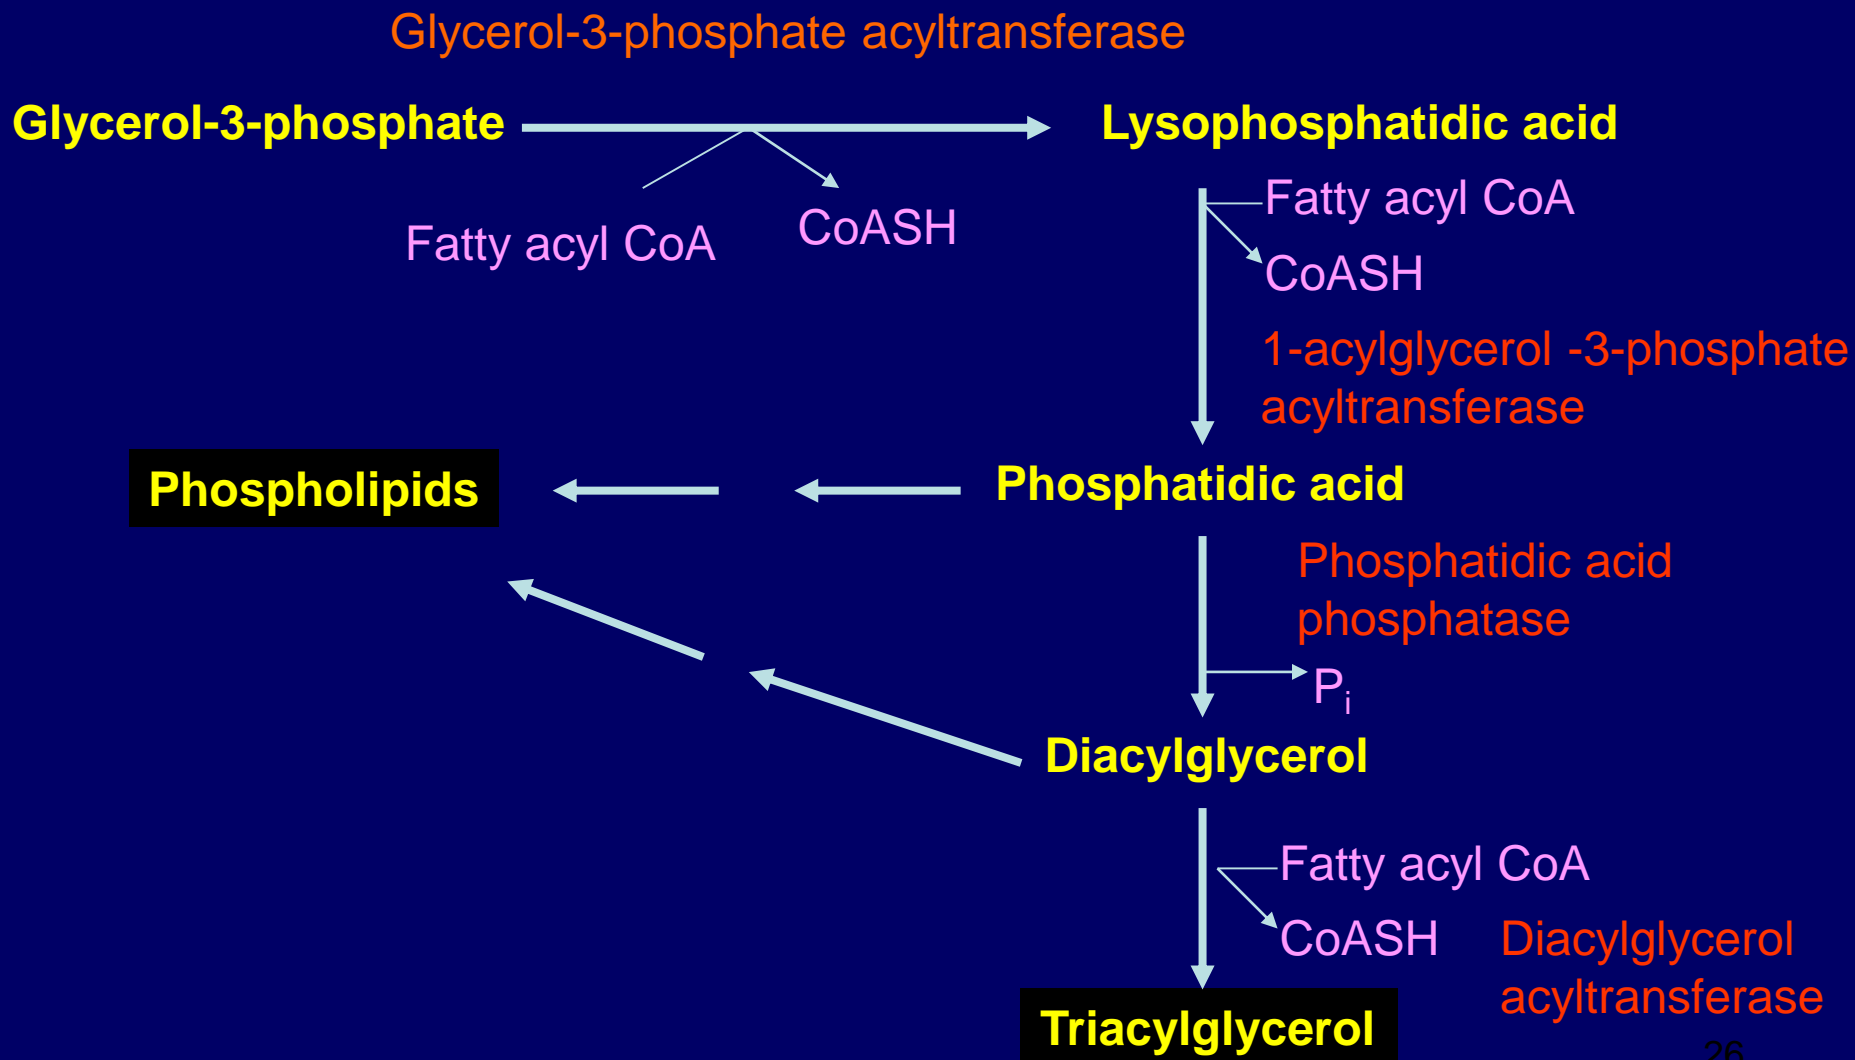 Glycerol-3-phosphate acyltransferase
Glycerol-3-phosphate
Lysophosphatidic acid
Fatty acyl CoA
CoASH
Fatty acyl CoA
CoASH
1-acylglycerol -3-phosphate
acyltransferase
Phospholipids
Phosphatidic acid
Phosphatidic acid
phosphatase
Pi
Diacylglycerol
Fatty acyl CoA
CoASH
Diacylglycerol
acyltransferase
Triacylglycerol
26